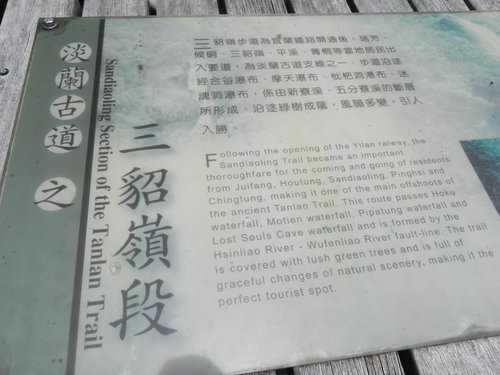 淡蘭古道 之
Sandiaoling Section of the Tanlan Trail
三貂嶺段
三貂嶺步道為宜蘭鐵路開通後，瑞芳
候硐、三貂嶺、平溪、菁桐等當地居民出
入要道，為淡蘭古道支線之一，步道沿途
經合谷瀑布、摩天瀑布、枇杷洞瀑布、迷
魂洞瀑布，係由新寮溪、五分寮溪的斷層
所形成，沿途綠樹成蔭，風韻多變，引人
入勝。
Following the opening of the Yilan ralway, the
Sandiaoling Trail became an important
thoroughfare for the coming and going of residents
from Juifang, Houtung, Sandiaoling, Pinghai and
Chingtung, making it one of the main offshoots of
the ancient Tanlan Trail. This route passes Hoku
waterfall, Motien waterfall, Pipatung watesfall and
Lost Souls Cave waterfall and is formed by the
Hsinliao River - Wufenliao River fault-line. The trail
is covered with lush green trees and is full of
graceful changes of natural scenery, making it the
perfect tourist spot.